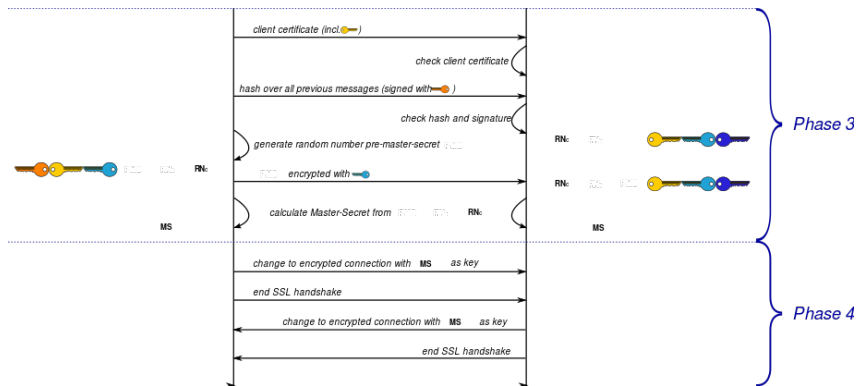 client certificate (incl. )
check client certificate
hash over all previous messages (signed with )
check hash and signature
Phase 3
RNc
generate random number pre-master-secret
RNc
encrypted with
RNc
calculate Master-Secret from RNc
MS
MS
change to encrypted connection with MS as key
end SSL handshake
Phase 4
change to encrypted connection with MS as key
end SSL handshake